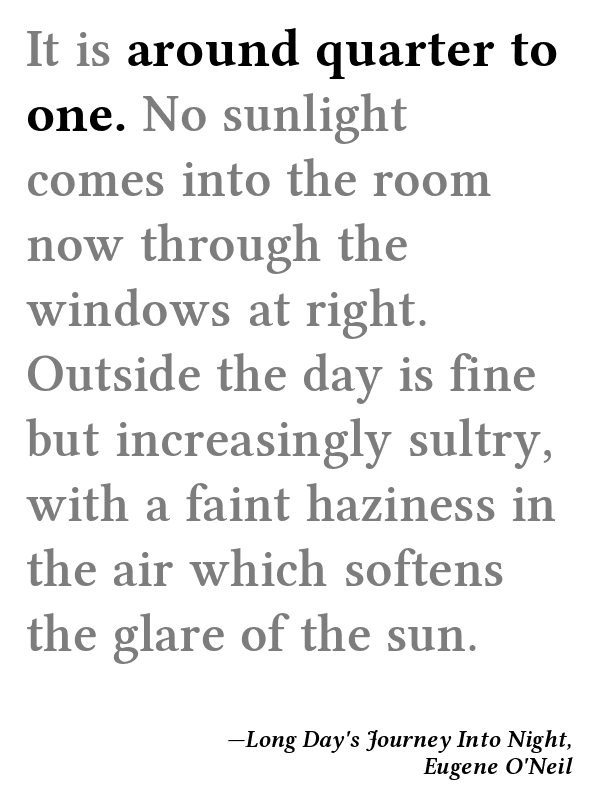 It is around quarter to
one. No sunlight
comes into the room
now through the
windows at right.
Outside the day is fine
but increasingly sultry,
with a faint haziness in
the air which softens
the glare of the sun.
—Long Day's Journey Into Night,
Eugene O'Neil